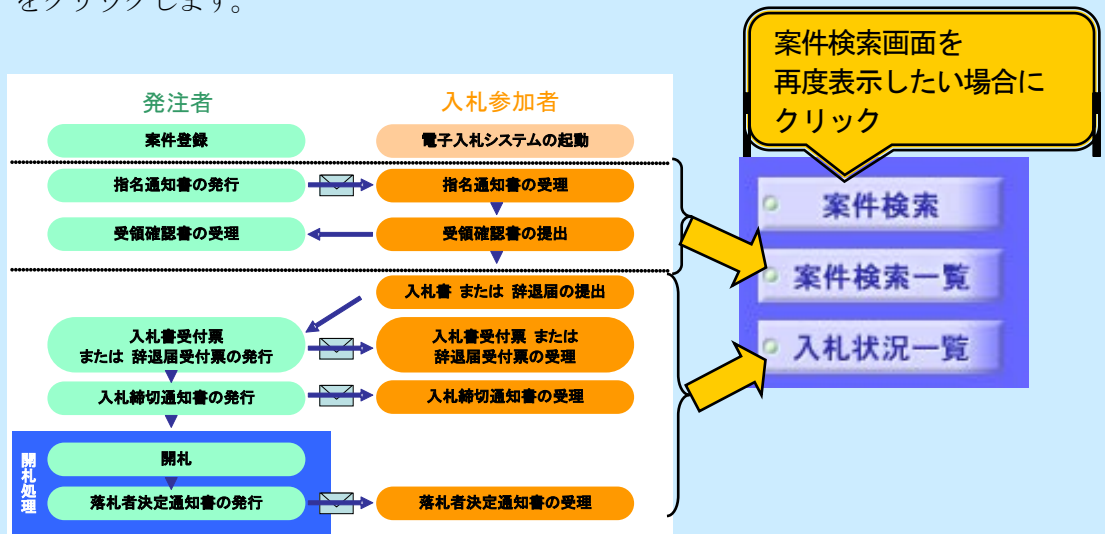 をクリックします。
案件検索画面を
再度表示したい場合に
クリック
発注者
入札参加者
案件登録
電子入札システムの起動
指名通知書の発行
指名通知書の受理
受領確認書の受理
受領確認書の提出
入札書 または 辞退届の提出
入札書受付票
または 辞退届受付票の発行
入札書受付票 または
辞退届受付票の受理
入札締切通知書の発行
入札締切通知書の受理
開札処理
開札
落札者決定通知書の発行
落札者決定通知書の受理
案件検索
案件検索一覧
入札状況一覧